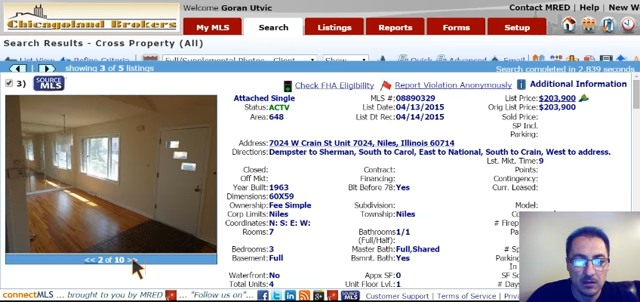 Welcome Goran Utvic
Contact MRED | Help | New W
Chicagoland Brokers
My MLS
Search
Listings
Reports
Forms
Search Results - Cross Property (All)
showing 3 of 5 listings
Search completed in 2.839 seconds
3)
SOURCE MLS
Check FHA Eligibility
Report Violation Anonymously
Additional Information
Attached Single
MLS #: 08890329
List Price: $203,900
Status: ACTV
List Date: 04/13/2015
Orig List Price: $203,900
Area: 648
List Dt Rec: 04/14/2015
Sold Price:
SP Incl.
Parking:
Address: 7024 W Crain St Unit 7024, Niles, Illinois 60714
Directions: Dempster to Sherman, South to Carol, East to National, South to Crain, West to address.
Lst. Mkt. Time: 9
Closed:
Contract:
Points:
Off Mkt:
Financing:
Contingency:
Year Built: 1963
Blt Before 78: Yes
Curr. Leased:
Dimensions: 60X59
Ownership: Fee Simple
Subdivision:
Corp Limits: Niles
Township: Niles
Coordinates: N: S: E: W:
# Firep
Rooms: 7
Bathrooms 1/1
(Full/Half):
Bedrooms: 3
Master Bath: Full,Shared
Basement: Full
Bsmnt. Bath: Yes
Waterfront: No
Appx SF: 0
Total Units: 4
Unit Floor Lvl.: 1
<< 2 of 10 >>
connectMLS ... brought to you by MRED
"Follow us on"
Customer Support | Terms of Service | Pr